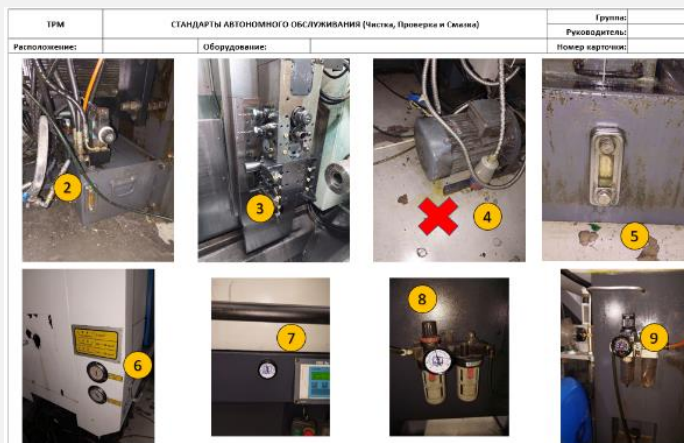 ТРМ
СТАНДАРТЫ АВТОНОМНОГО ОБСЛУЖИВАНИЯ (Чистка, Проверка и Смазка)
Группа:
Руководитель:
Расположение:
Оборудование:
Номер карточки:
2
3
4
5
6
7
8
9